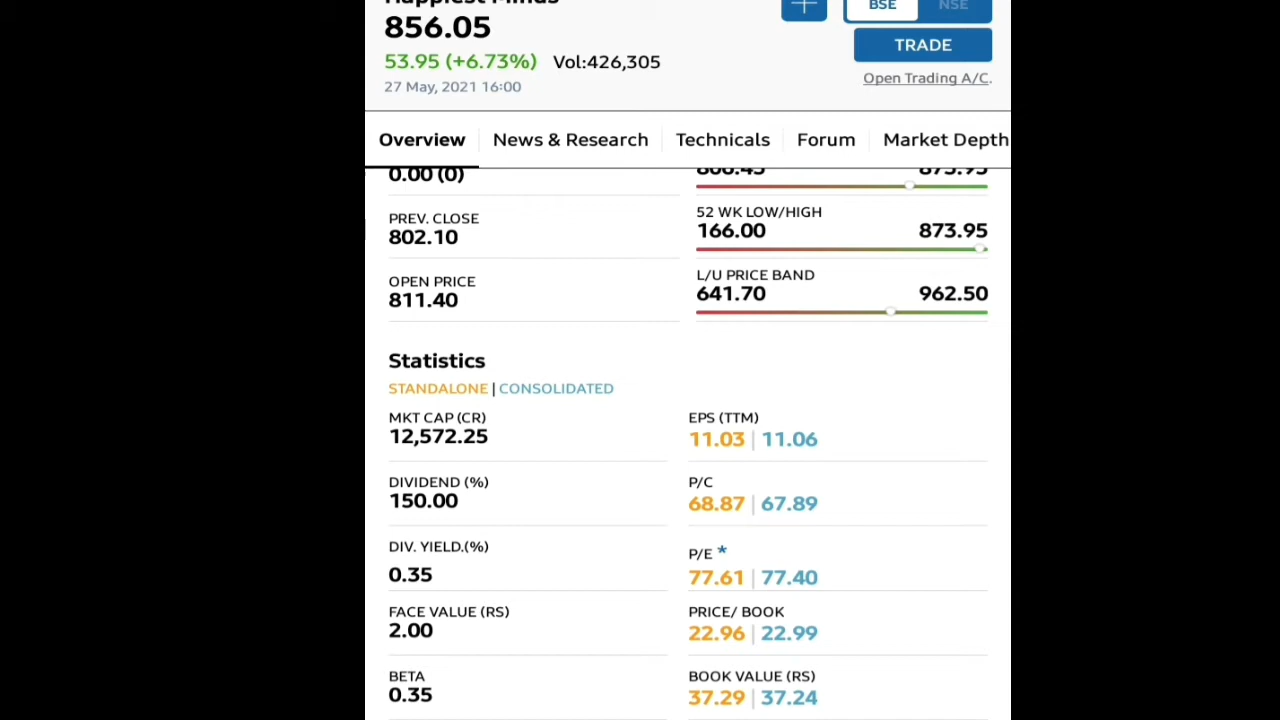 Happiest Minds
856.05
BSE NSE
53.95 (+6.73%) Vol:426,305
TRADE
27 May, 2021 16:00
Open Trading A/C.
Overview News & Research Technicals Forum Market Depth
0.00 (0)
873.95
PREV. CLOSE
802.10
52 WK LOW/HIGH
166.00 873.95
OPEN PRICE
811.40
L/U PRICE BAND
641.70 962.50
Statistics
STANDALONE | CONSOLIDATED
MKT CAP (CR)
12,572.25
EPS (TTM)
11.03 | 11.06
DIVIDEND (%)
150.00
P/C
68.87 | 67.89
DIV. YIELD.(%)
0.35
P/E *
77.61 | 77.40
FACE VALUE (RS)
2.00
PRICE/ BOOK
22.96 | 22.99
BETA
0.35
BOOK VALUE (RS)
37.29 | 37.24